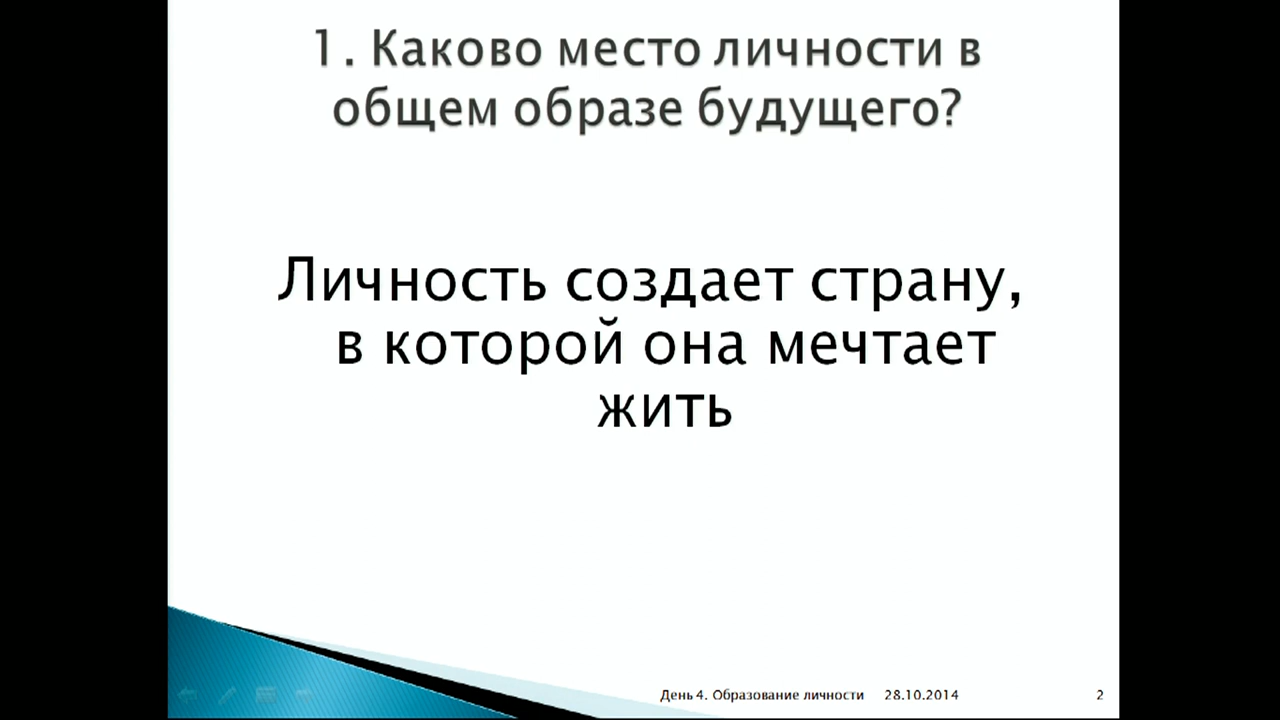 1. Каково место личности в
общем образе будущего?
Личность создает страну,
в которой она мечтает
жить
День 4. Образование личности 28.10.2014 2